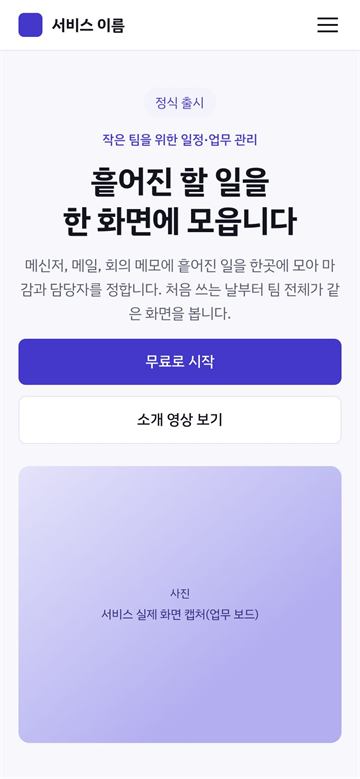 서비스 이름
정식 출시
작은 팀을 위한 일정·업무 관리
흩어진 할 일을
한 화면에 모읍니다
메신저, 메일, 회의 메모에 흩어진 일을 한곳에 모아 마
감과 담당자를 정합니다. 처음 쓰는 날부터 팀 전체가 같
은 화면을 봅니다.
무료로 시작
소개 영상 보기
사진
서비스 실제 화면 캡처(업무 보드)